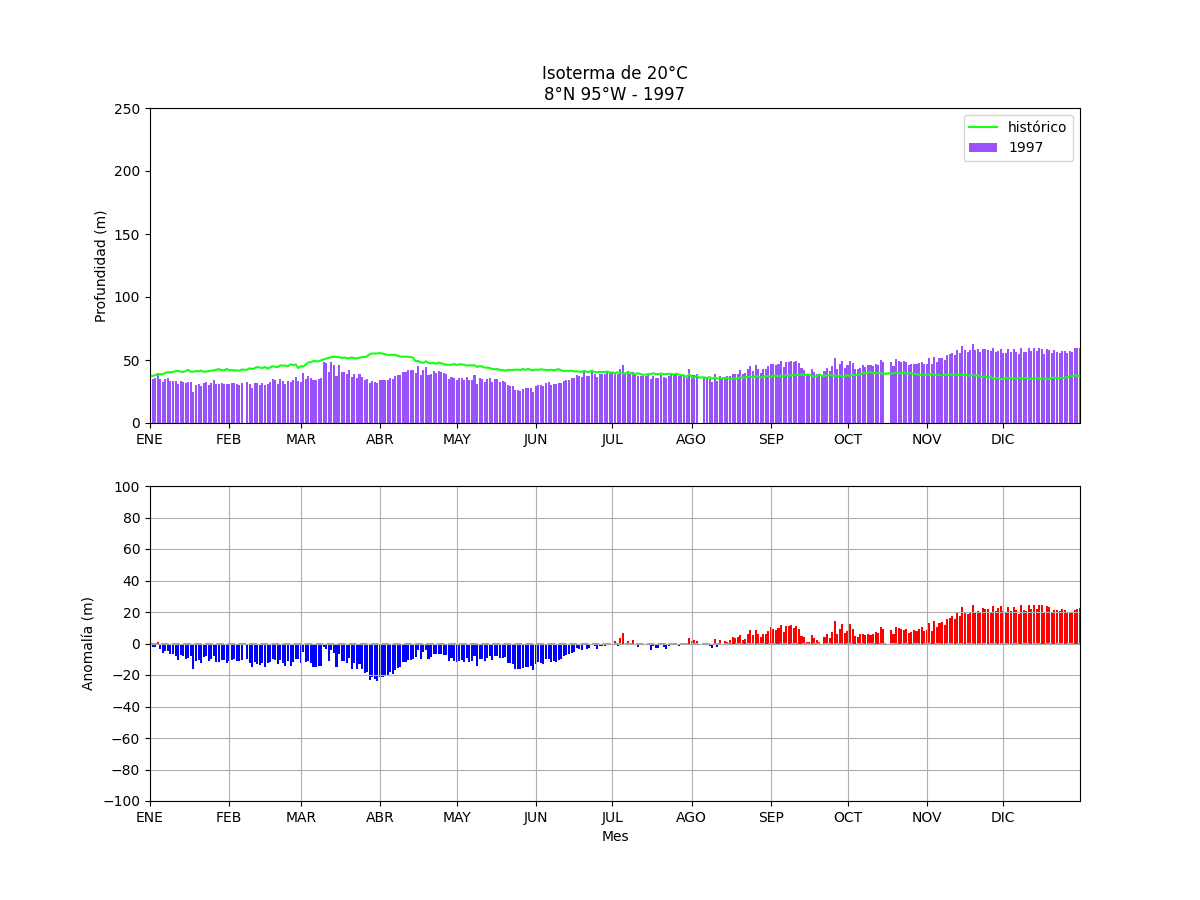 Isoterma de 20°C
8°N 95°W - 1997
250
200
150
100
50
0
Profundidad (m)
histórico
1997
ENE FEB MAR ABR MAY JUN JUL AGO SEP OCT NOV DIC
100
80
60
40
20
0
−20
−40
−60
−80
−100
Anomalía (m)
ENE FEB MAR ABR MAY JUN JUL AGO SEP OCT NOV DIC
Mes